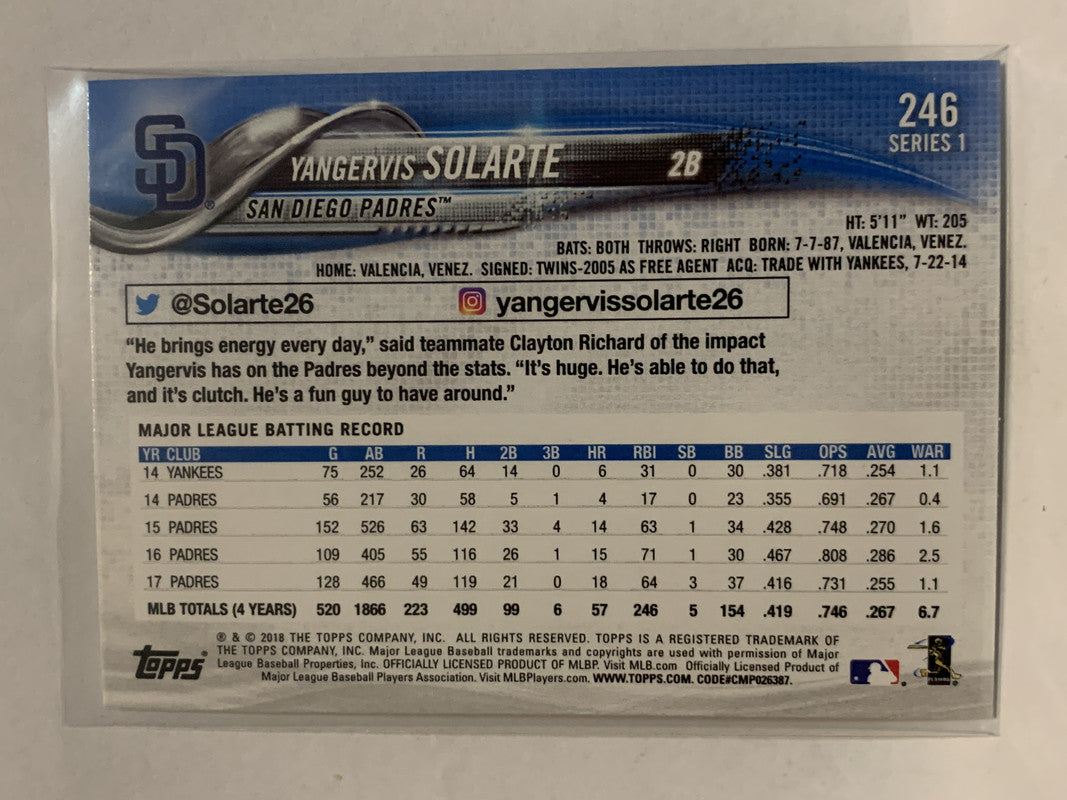 246
SERIES 1
SD
YANGERVIS SOLARTE 2B
SAN DIEGO PADRES™
HT: 5'11" WT: 205
BATS: BOTH THROWS: RIGHT BORN: 7-7-87, VALENCIA, VENEZ.
HOME: VALENCIA, VENEZ. SIGNED: TWINS-2005 AS FREE AGENT ACQ: TRADE WITH YANKEES, 7-22-14
@Solarte26 yangervissolarte26
“He brings energy every day,” said teammate Clayton Richard of the impact
Yangervis has on the Padres beyond the stats. “It’s huge. He’s able to do that,
and it’s clutch. He’s a fun guy to have around.”
MAJOR LEAGUE BATTING RECORD
YR CLUB G AB R H 2B 3B HR RBI SB BB SLG OPS AVG WAR
14 YANKEES 75 252 26 64 14 0 6 31 0 30 .381 .718 .254 1.1
14 PADRES 56 217 30 58 5 1 4 17 0 23 .355 .691 .267 0.4
15 PADRES 152 526 63 142 33 4 14 63 1 34 .428 .748 .270 1.6
16 PADRES 109 405 55 116 26 1 15 71 1 30 .467 .808 .286 2.5
17 PADRES 128 466 49 119 21 0 18 64 3 37 .416 .731 .255 1.1
MLB TOTALS (4 YEARS) 520 1866 223 499 99 6 57 246 5 154 .419 .746 .267 6.7
® & © 2018 THE TOPPS COMPANY, INC. ALL RIGHTS RESERVED. TOPPS IS A REGISTERED TRADEMARK OF
THE TOPPS COMPANY, INC. Major League Baseball trademarks and copyrights are used with permission of Major
League Baseball Properties, Inc. OFFICIALLY LICENSED PRODUCT OF MLBP. Visit MLB.com Officially Licensed Product of
Major League Baseball Players Association. Visit MLBPlayers.com. WWW.TOPPS.COM. CODE#CMP026387.
topps®